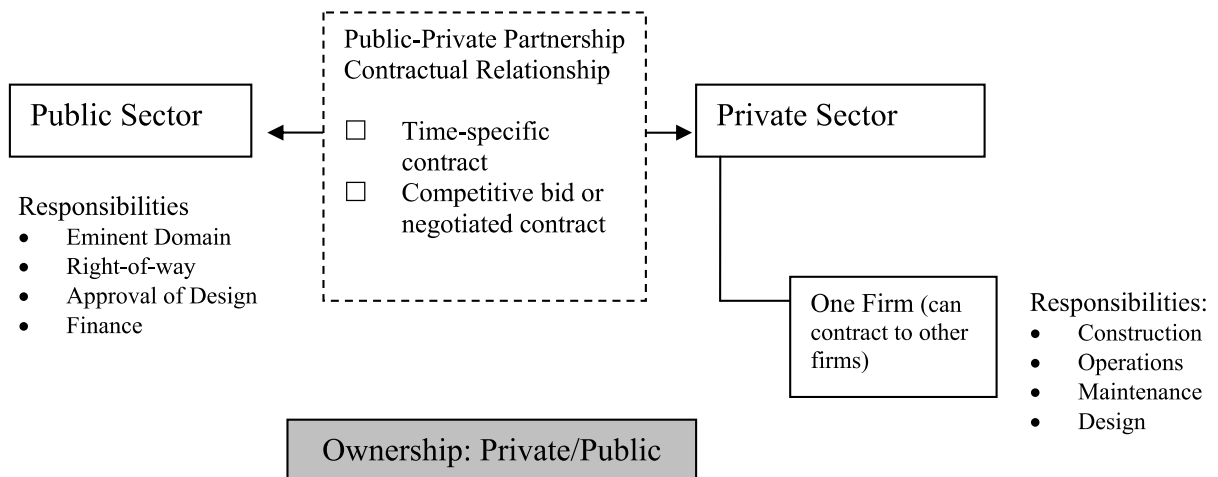 Public Sector
Responsibilities
• Eminent Domain
• Right-of-way
• Approval of Design
• Finance
Public-Private Partnership
Contractual Relationship
☐ Time-specific
contract
☐ Competitive bid or
negotiated contract
Private Sector
One Firm (can
contract to other
firms)
Responsibilities:
• Construction
• Operations
• Maintenance
• Design
Ownership: Private/Public